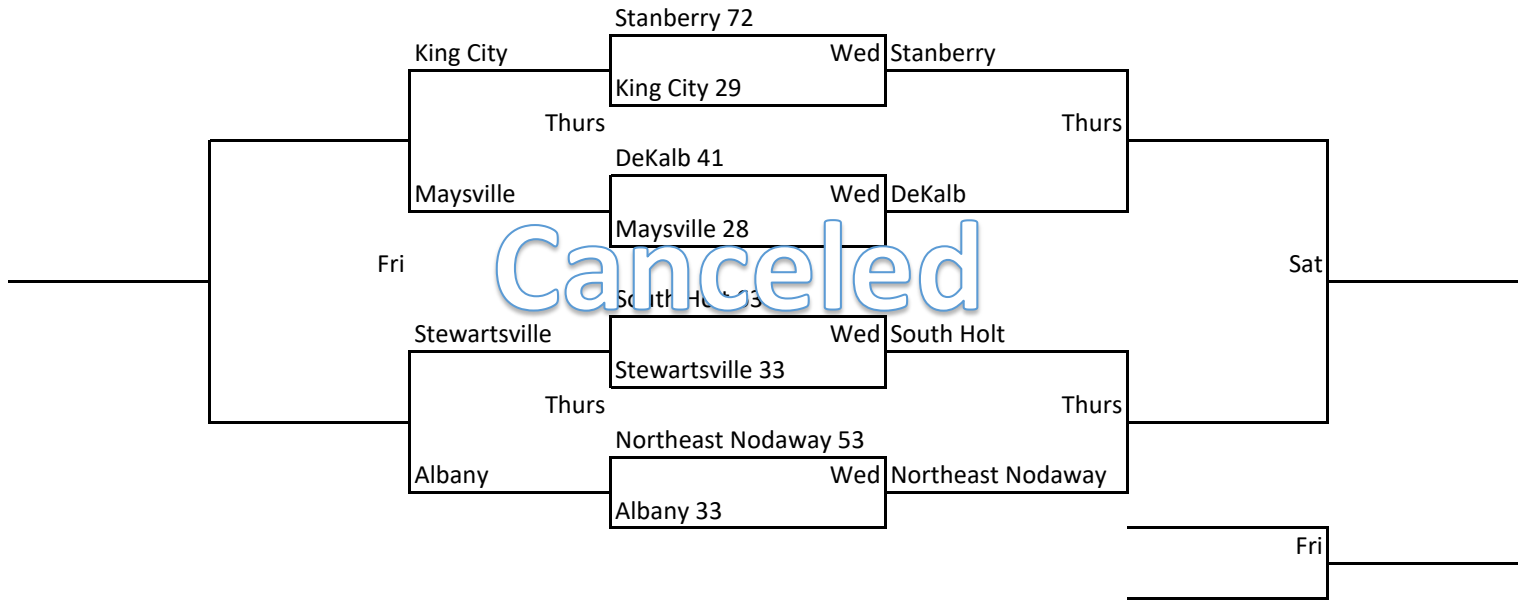 Stanberry 72
King City
Wed
Stanberry
King City 29
Thurs
Thurs
DeKalb 41
Maysville
Wed
DeKalb
Maysville 28
Canceled
Fri
Sat
South Holt
Stewartsville
Wed
South Holt
Stewartsville 33
Thurs
Thurs
Northeast Nodaway 53
Albany
Wed
Northeast Nodaway
Albany 33
Fri